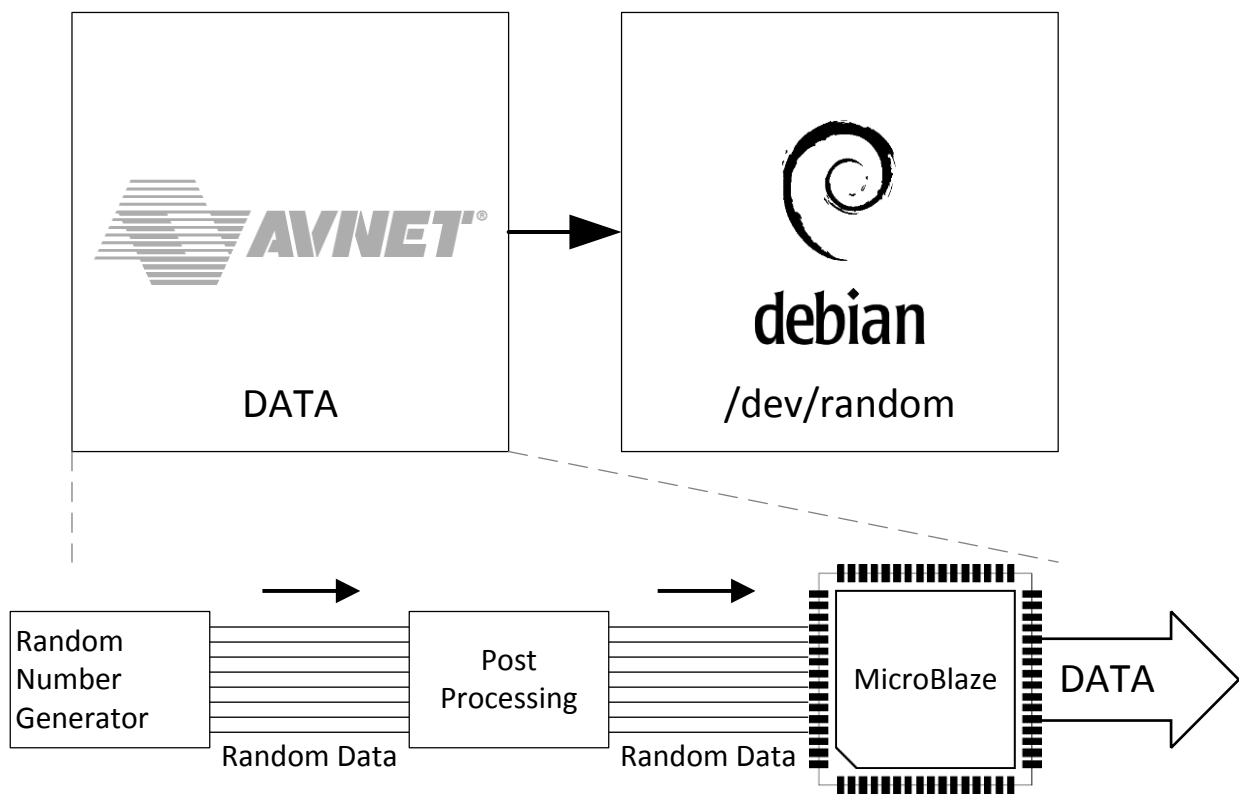 AVNET®
DATA
debian
/dev/random
Random
Number
Generator
Random Data
Post
Processing
Random Data
MicroBlaze
DATA